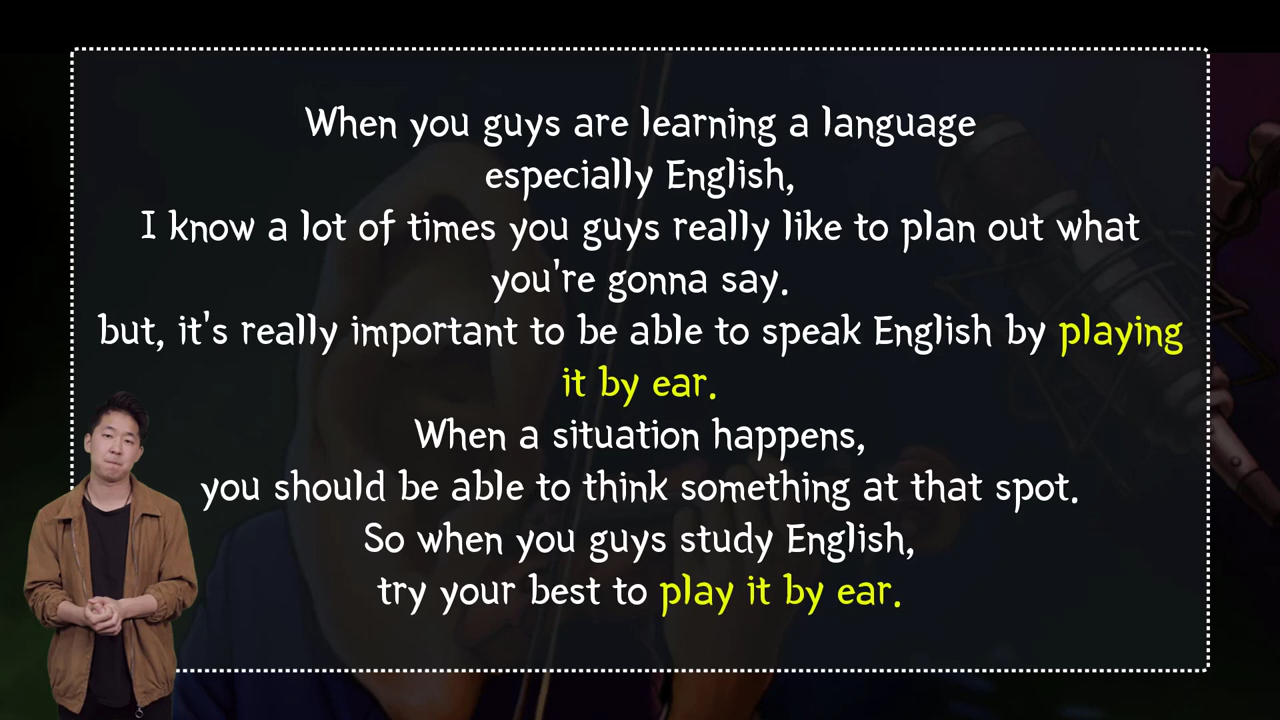 When you guys are learning a language
especially English,
I know a lot of times you guys really like to plan out what
you're gonna say.
but, it's really important to be able to speak English by playing
it by ear.
When a situation happens,
you should be able to think something at that spot.
So when you guys study English,
try your best to play it by ear.